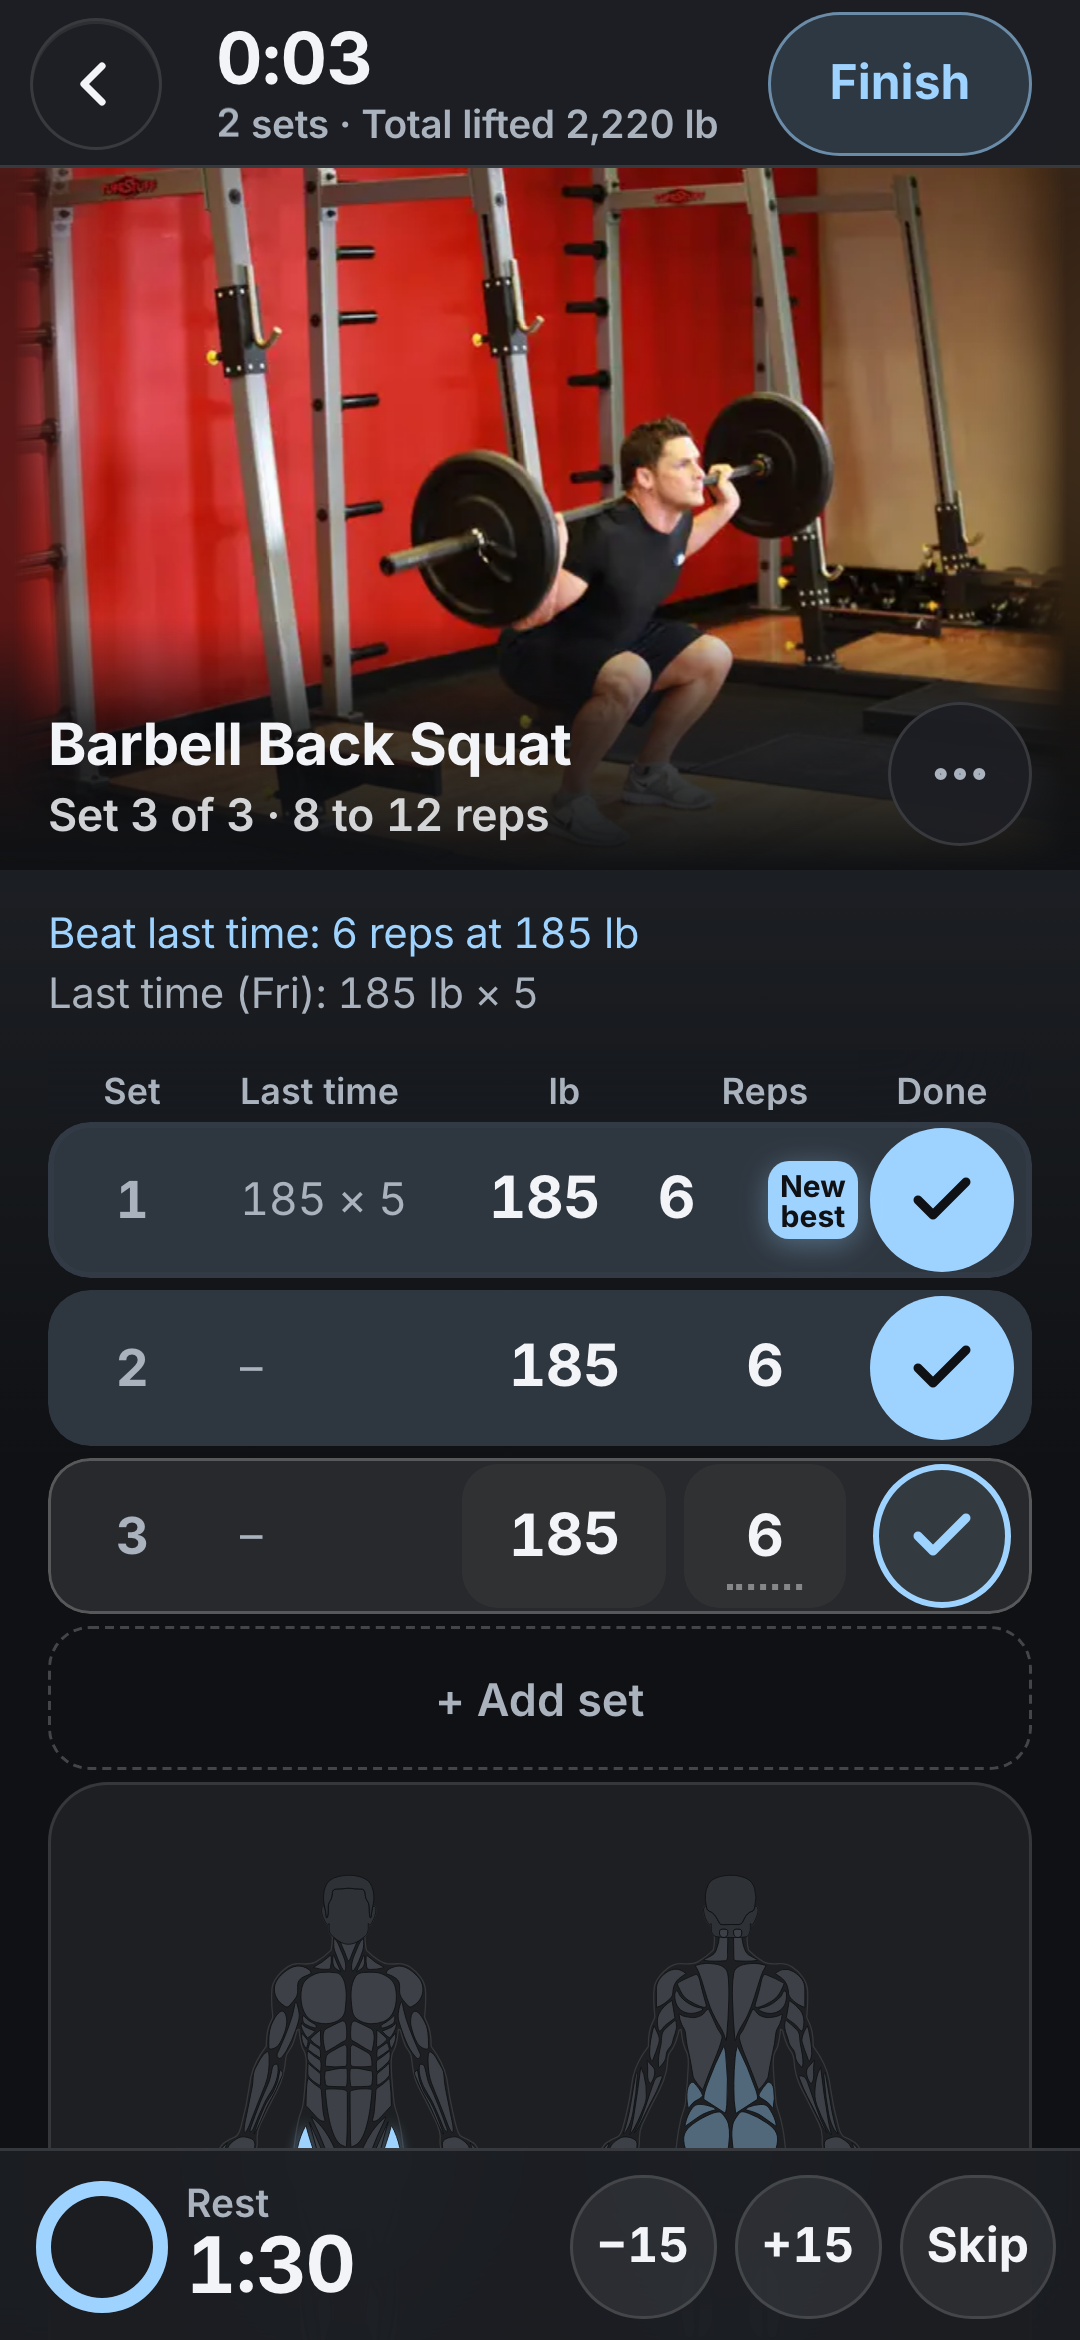 0:03
2 sets · Total lifted 2,220 lb
Finish
Barbell Back Squat
Set 3 of 3 · 8 to 12 reps
Beat last time: 6 reps at 185 lb
Last time (Fri): 185 lb × 5
Set Last time lb Reps Done
1 185 × 5 185 6 New best
2 – 185 6
3 – 185 6
+ Add set
Rest
1:30
−15 +15 Skip